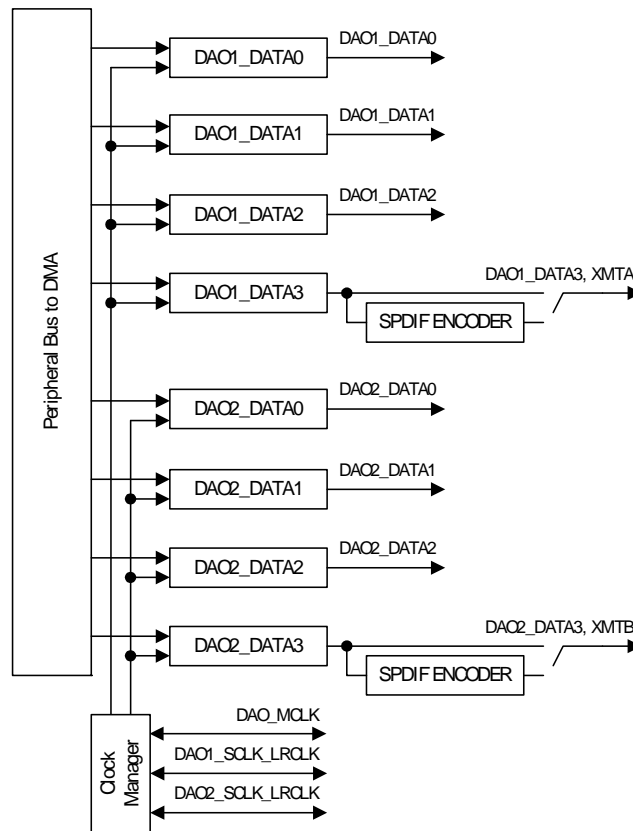 Peripheral Bus to DMA
DAO1_DATA0
DAO1_DATA0
DAO1_DATA1
DAO1_DATA1
DAO1_DATA2
DAO1_DATA2
DAO1_DATA3
DAO1_DATA3, XMTA
SPDIF ENCODER
DAO2_DATA0
DAO2_DATA0
DAO2_DATA1
DAO2_DATA1
DAO2_DATA2
DAO2_DATA2
DAO2_DATA3
DAO2_DATA3, XMTB
SPDIF ENCODER
Clock
Manager
DAO_MCLK
DAO1_SCLK_LRCLK
DAO2_SCLK_LRCLK